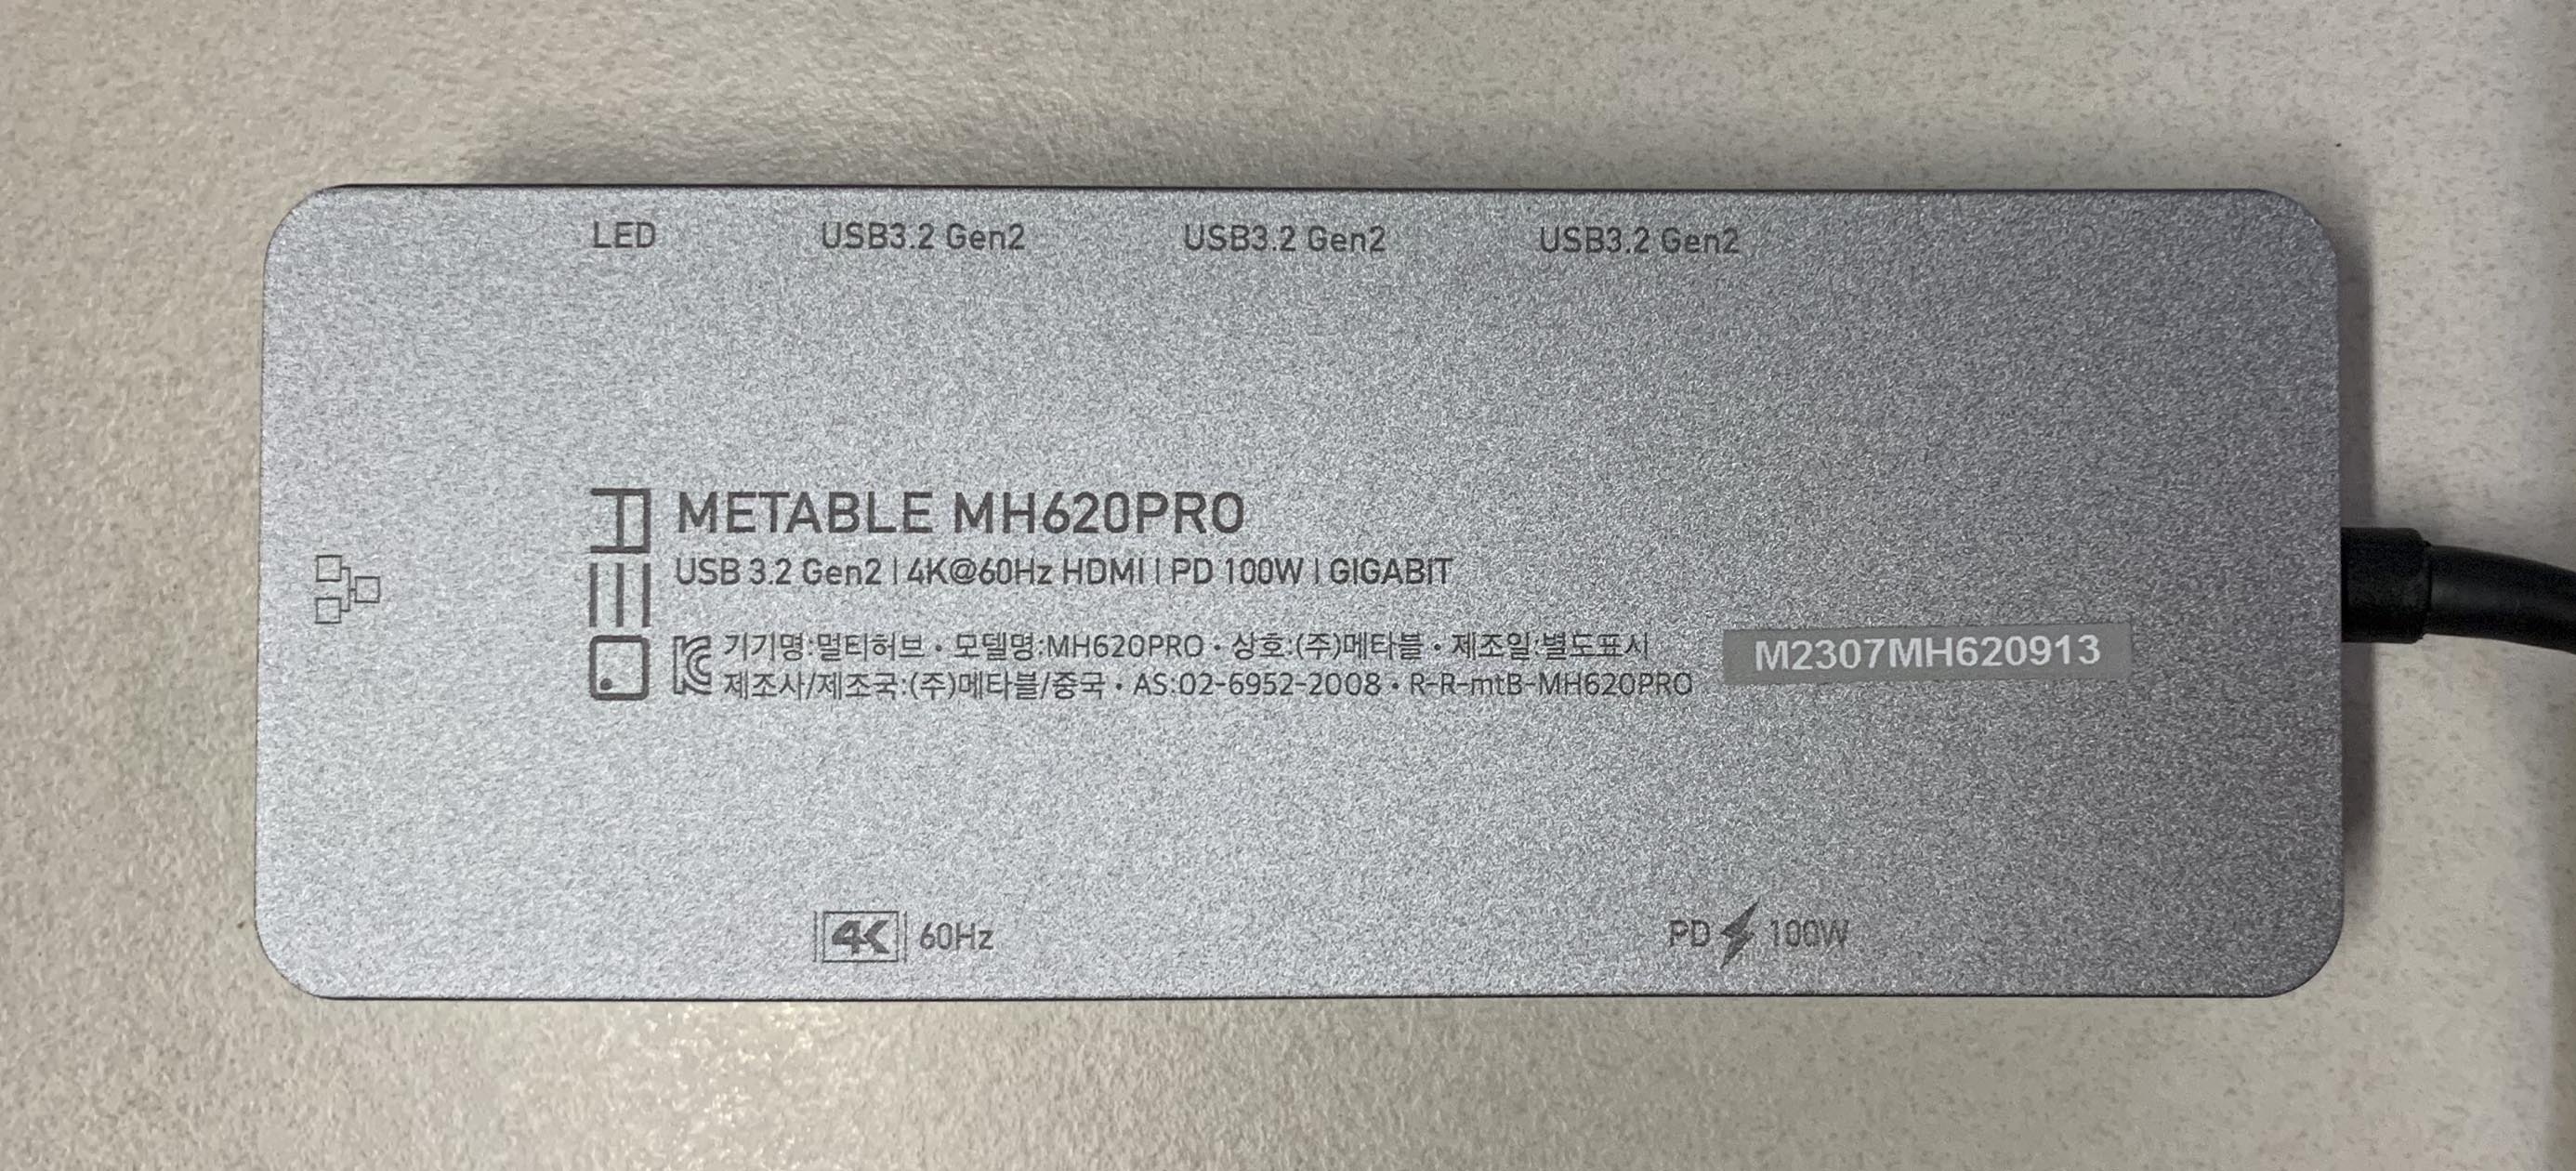 LED USB3.2 Gen2 USB3.2 Gen2 USB3.2 Gen2
METABLE MH620PRO
USB 3.2 Gen2 | 4K@60Hz HDMI | PD 100W | GIGABIT
기기명:멀티허브 · 모델명:MH620PRO · 상호:(주)메타블 · 제조일:별도표시
제조사/제조국:(주)메타블/중국 · AS:02-6952-2008 · R-R-mtB-MH620PRO
M2307MH620913
4K 60Hz PD 100W